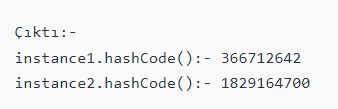 Çıktı:-
instance1.hashCode():- 366712642
instance2.hashCode():- 1829164700